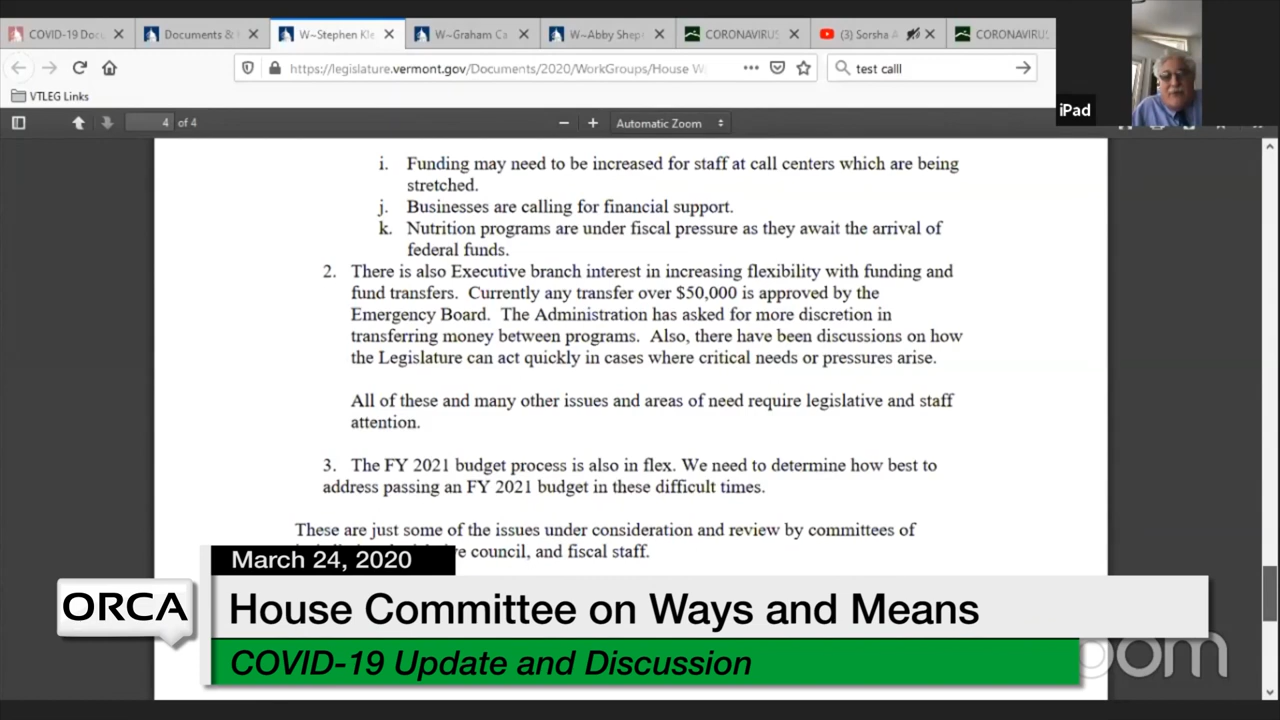 COVID-19 Docu
Documents &
W~Stephen Kle
W~Graham Ca
W~Abby Shep
CORONAVIRUS
(3) Sorsha A
CORONAVIRUS
https://legislature.vermont.gov/Documents/2020/WorkGroups/House W
test calll
VTLEG Links
iPad
4 of 4
Automatic Zoom
i. Funding may need to be increased for staff at call centers which are being
stretched.
j. Businesses are calling for financial support.
k. Nutrition programs are under fiscal pressure as they await the arrival of
federal funds.
2. There is also Executive branch interest in increasing flexibility with funding and
fund transfers. Currently any transfer over $50,000 is approved by the
Emergency Board. The Administration has asked for more discretion in
transferring money between programs. Also, there have been discussions on how
the Legislature can act quickly in cases where critical needs or pressures arise.
All of these and many other issues and areas of need require legislative and staff
attention.
3. The FY 2021 budget process is also in flex. We need to determine how best to
address passing an FY 2021 budget in these difficult times.
These are just some of the issues under consideration and review by committees of
council, and fiscal staff.
March 24, 2020
ORCA
House Committee on Ways and Means
COVID-19 Update and Discussion